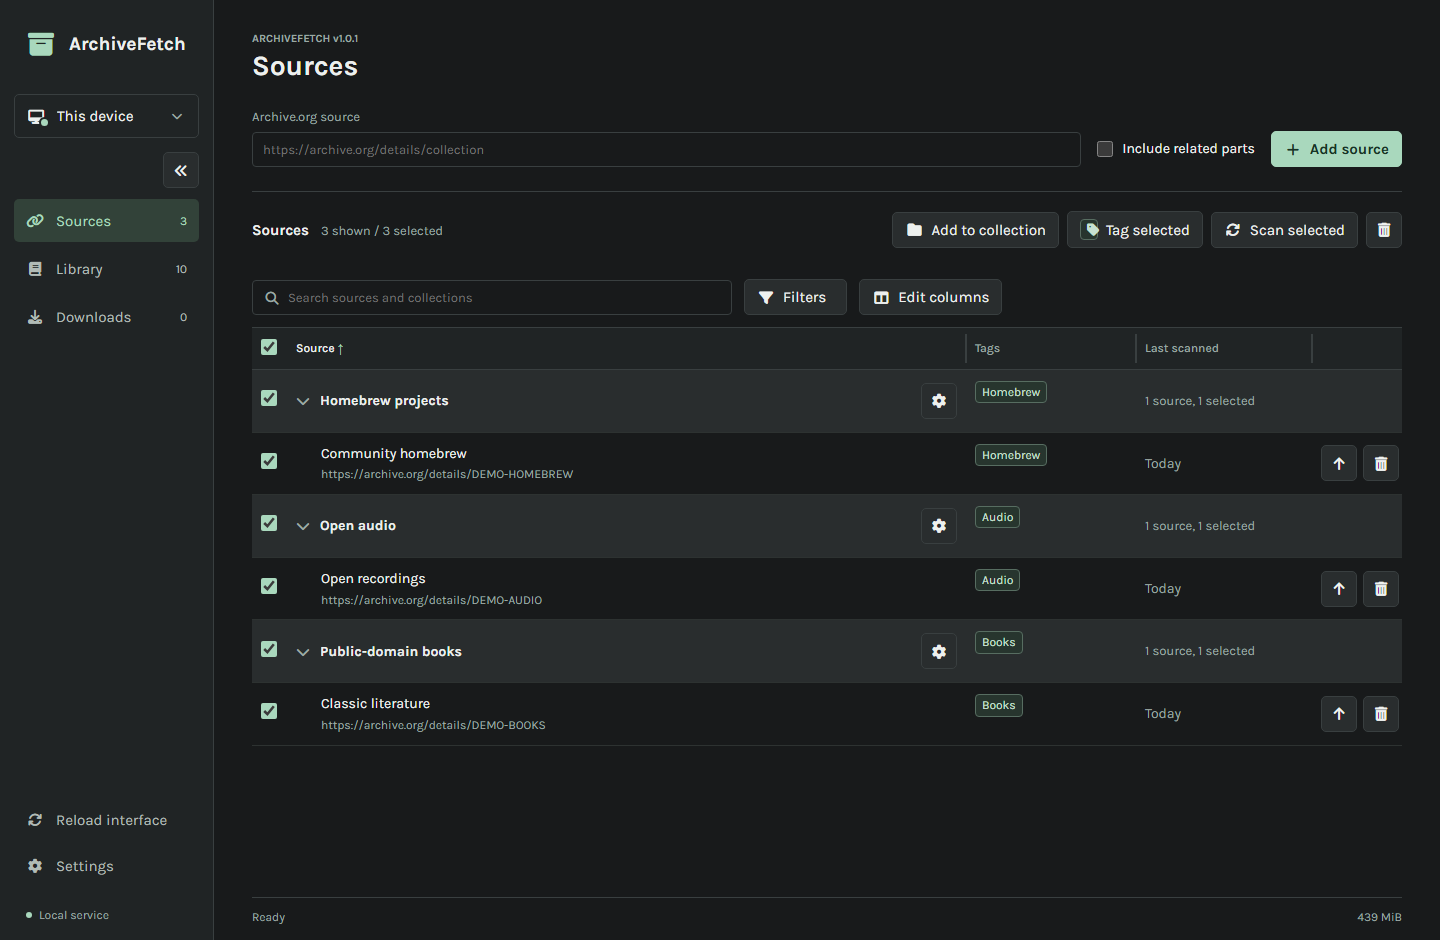 ArchiveFetch
This device
Sources 3
Library 10
Downloads 0
Reload interface
Settings
Local service
ARCHIVEFETCH v1.0.1
Sources
Archive.org source
https://archive.org/details/collection
Include related parts
Add source
Sources 3 shown / 3 selected
Add to collection
Tag selected
Scan selected
Search sources and collections
Filters
Edit columns
Source ↑ Tags Last scanned
Homebrew projects Homebrew 1 source, 1 selected
Community homebrew Homebrew Today
https://archive.org/details/DEMO-HOMEBREW
Open audio Audio 1 source, 1 selected
Open recordings Audio Today
https://archive.org/details/DEMO-AUDIO
Public-domain books Books 1 source, 1 selected
Classic literature Books Today
https://archive.org/details/DEMO-BOOKS
Ready 439 MiB